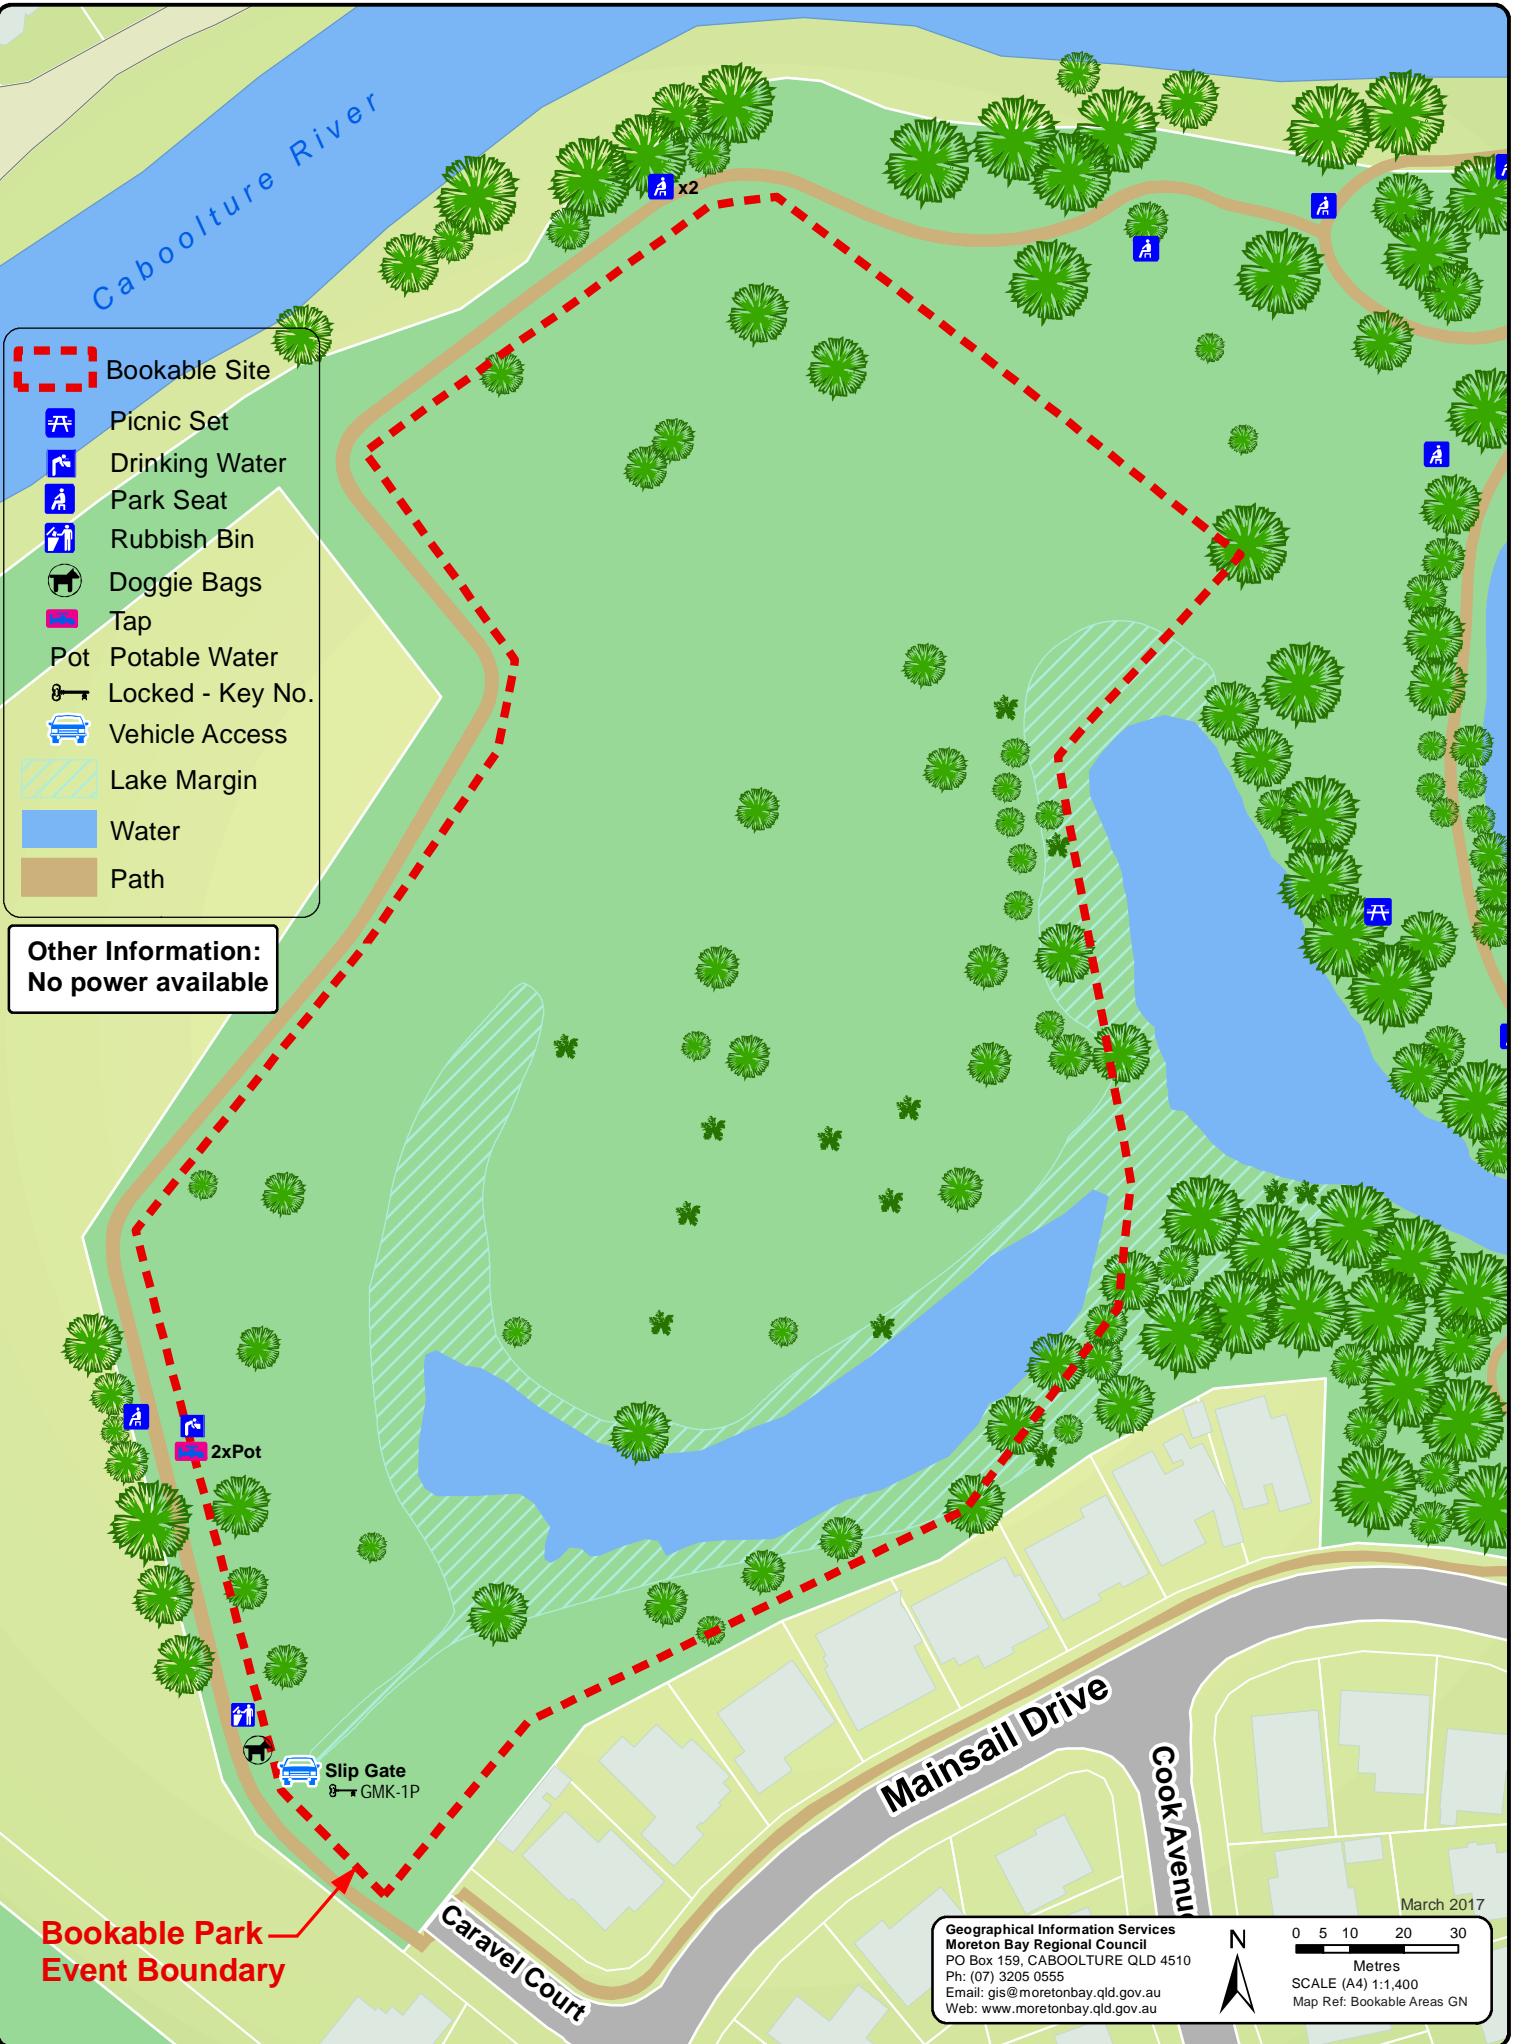 Caboolture River
x2
Bookable Site
Picnic Set
Drinking Water
Park Seat
Rubbish Bin
Doggie Bags
Tap
Pot Potable Water
Locked - Key No.
Vehicle Access
Lake Margin
Water
Path
Other Information:
No power available
2xPot
Slip Gate
GMK-1P
Bookable Park
Event Boundary
Mainsail Drive
Caravel Court
March 2017
Geographical Information Services
Moreton Bay Regional Council
PO Box 159, CABOOLTURE QLD 4510
Ph: (07) 3205 0555
Email: gis@moretonbay.qld.gov.au
Web: www.moretonbay.qld.gov.au
N
0 5 10 20 30
Metres
SCALE (A4) 1:1,400
Map Ref: Bookable Areas GN
Cook Avenu